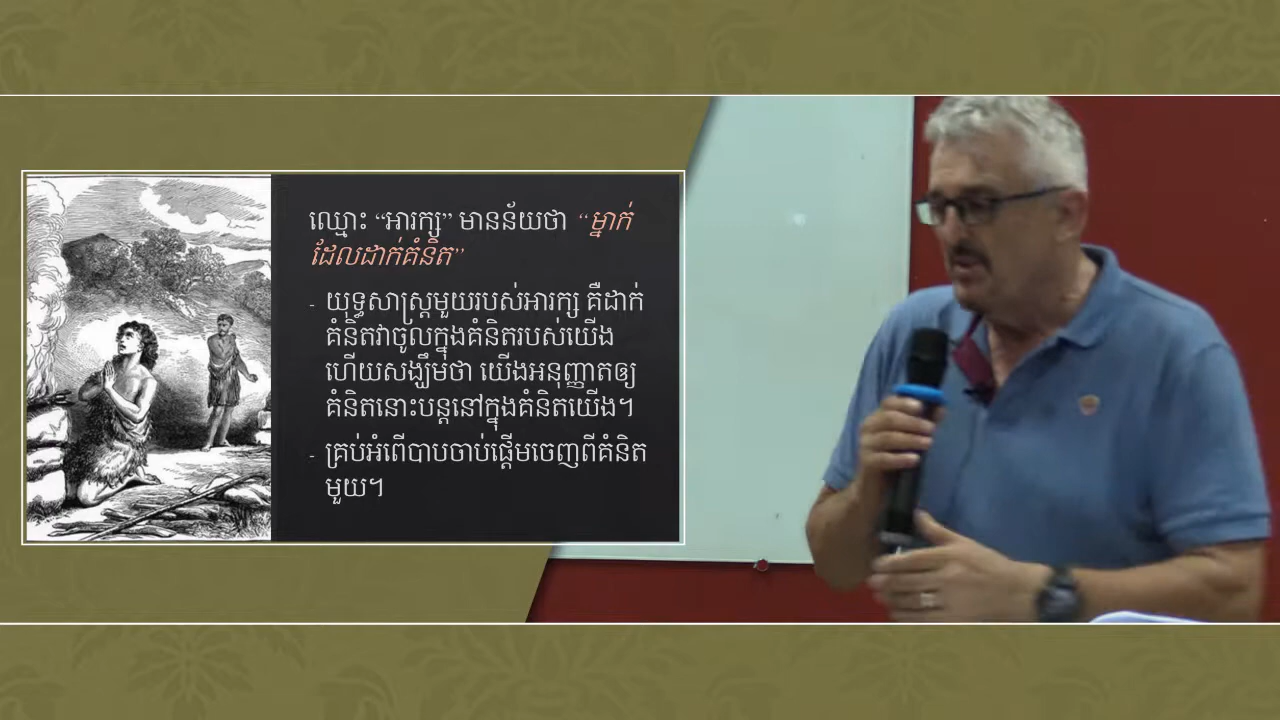 ឈ្មោះ “អារក្ស” មានន័យថា “ម្នាក់
ដែលដាក់គំនិត”
- យុទ្ធសាស្ត្រមួយរបស់អារក្ស គឺដាក់
គំនិតវាចូលក្នុងគំនិតរបស់យើង
ហើយសង្ឃឹមថា យើងអនុញ្ញាតឲ្យ
គំនិតនោះបន្តនៅក្នុងគំនិតយើង។
- គ្រប់អំពើបាបចាប់ផ្តើមចេញពីគំនិត
មួយ។